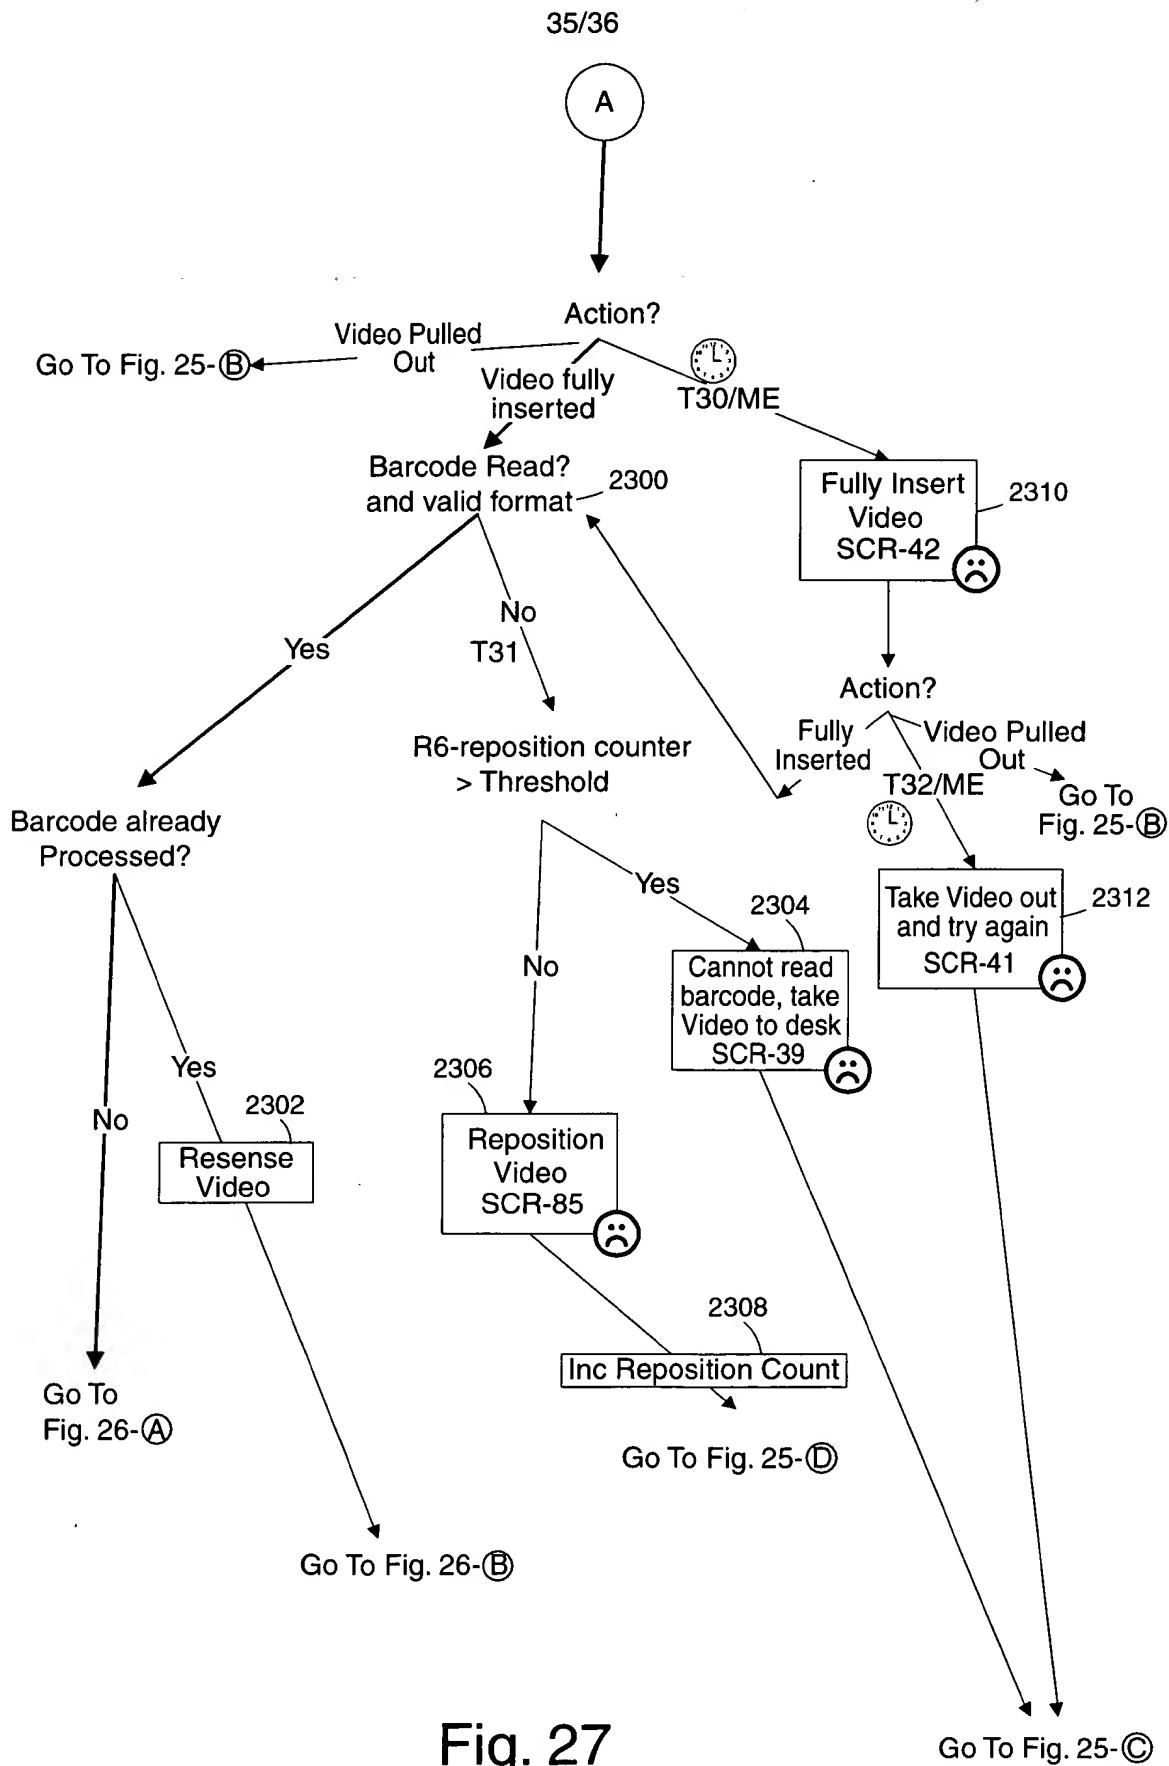 35/36
A
Action?
Video Pulled
Out
Go To Fig. 25-B
Video fully
inserted
T30/ME
Barcode Read?
and valid format
2300
Fully Insert
Video
SCR-42
2310
No
T31
Yes
Action?
Fully
Inserted
Video Pulled
Out
T32/ME
Go To
Fig. 25-B
R6-reposition counter
> Threshold
Barcode already
Processed?
Yes
2304
Take Video out
and try again
SCR-41
2312
No
Cannot read
barcode, take
Video to desk
SCR-39
Yes
2306
No
2302
Reposition
Video
SCR-85
Resense
Video
2308
Inc Reposition Count
Go To
Fig. 26-A
Go To Fig. 25-D
Go To Fig. 26-B
Fig. 27
Go To Fig. 25-C